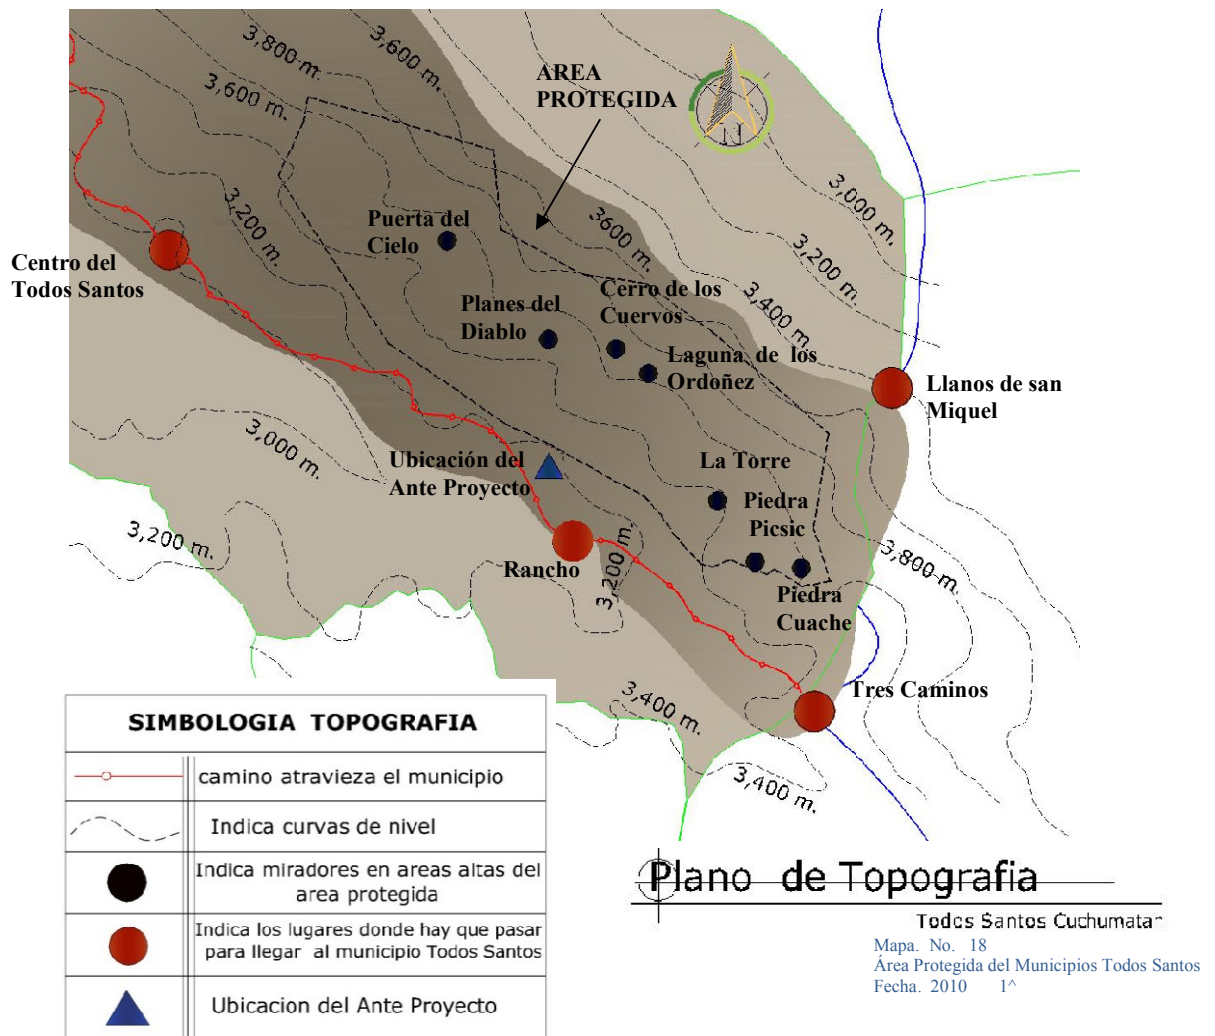 3,800 m.
3,600 m.
3,600 m.
AREA
PROTEGIDA
N
3,000 m.
3,200 m.
Puerta del
Cielo
3600 m.
3,200 m.
Centro del
Todos Santos
3,400 m.
Planes del
Diablo
Cerro de los
Cuervos
Laguna de los
Ordoñez
Llanos de san
Miquel
3,000 m.
Ubicación del
Ante Proyecto
La Torre
Piedra
Picsic
3,200 m.
3,800 m.
Rancho
3,200 m.
Piedra
Cuache
3,400 m.
Tres Caminos
3,400 m.
SIMBOLOGIA TOPOGRAFIA
camino atravieza el municipio
Indica curvas de nivel
Indica miradores en areas altas del
area protegida
Indica los lugares donde hay que pasar
para llegar al municipio Todos Santos
Ubicacion del Ante Proyecto
Plano de Topografia
Todos Santos Cuchumatan
Mapa. No. 18
Área Protegida del Municipios Todos Santos
Fecha. 2010 1^